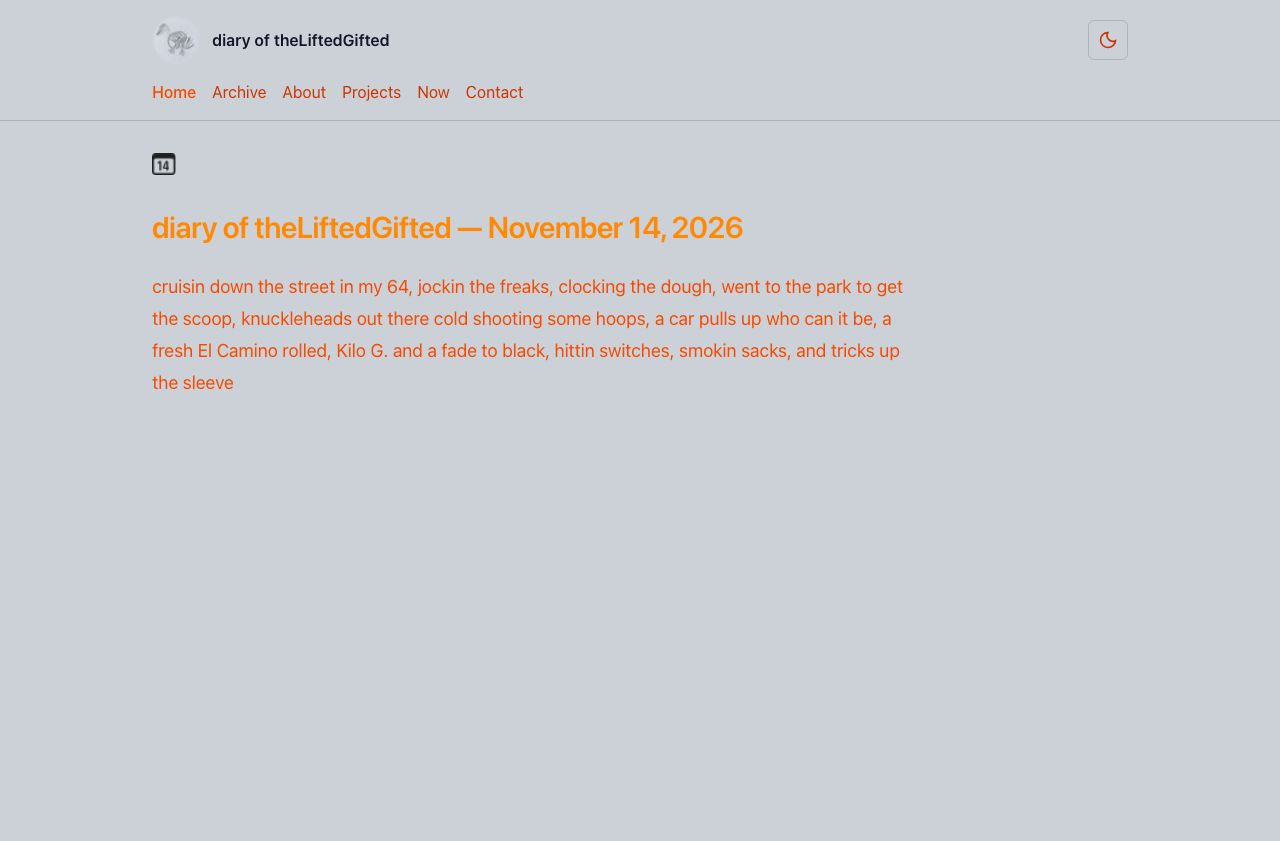 diary of theLiftedGifted
Home Archive About Projects Now Contact
14
diary of theLiftedGifted — November 14, 2026
cruisin down the street in my 64, jockin the freaks, clocking the dough, went to the park to get
the scoop, knuckleheads out there cold shooting some hoops, a car pulls up who can it be, a
fresh El Camino rolled, Kilo G. and a fade to black, hittin switches, smokin sacks, and tricks up
the sleeve